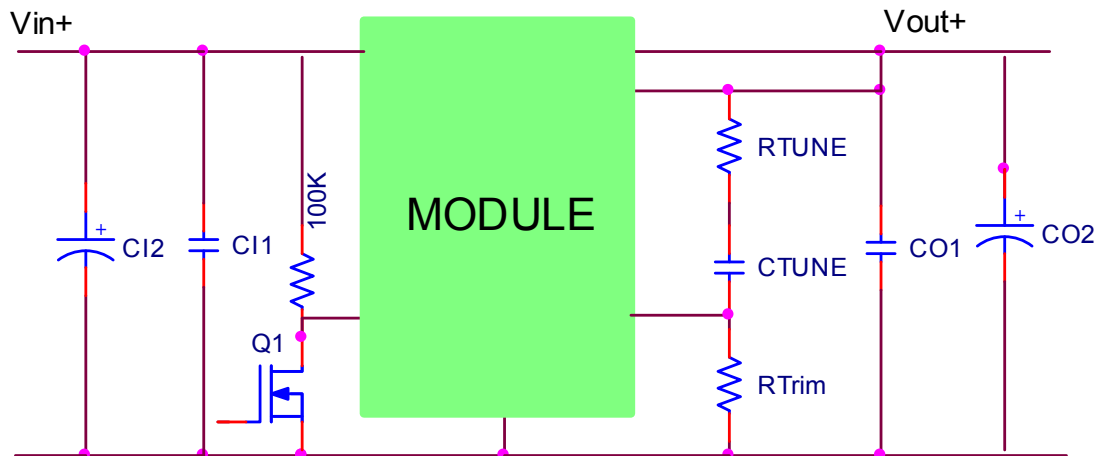 Vin+
Vout+
RTUNE
100K
MODULE
CI2
CI1
CTUNE
CO1
CO2
Q1
RTrim
+
+